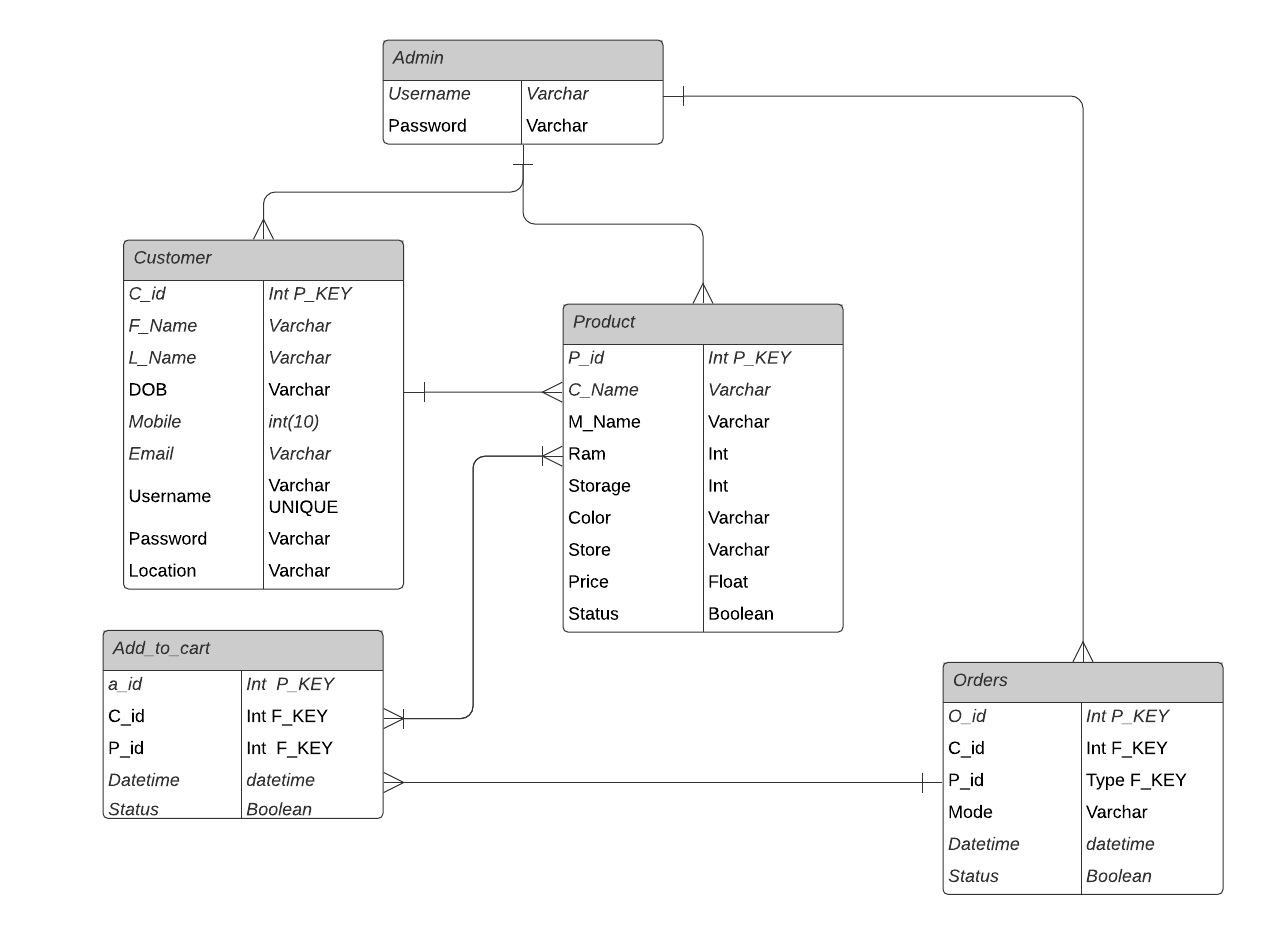 Admin
Username Varchar
Password Varchar
Customer
C_id Int P_KEY
F_Name Varchar
L_Name Varchar
DOB Varchar
Mobile int(10)
Email Varchar
Username Varchar
UNIQUE
Password Varchar
Location Varchar
Product
P_id Int P_KEY
C_Name Varchar
M_Name Varchar
Ram Int
Storage Int
Color Varchar
Store Varchar
Price Float
Status Boolean
Add_to_cart
a_id Int P_KEY
C_id Int F_KEY
P_id Int F_KEY
Datetime datetime
Status Boolean
Orders
O_id Int P_KEY
C_id Int F_KEY
P_id Type F_KEY
Mode Varchar
Datetime datetime
Status Boolean